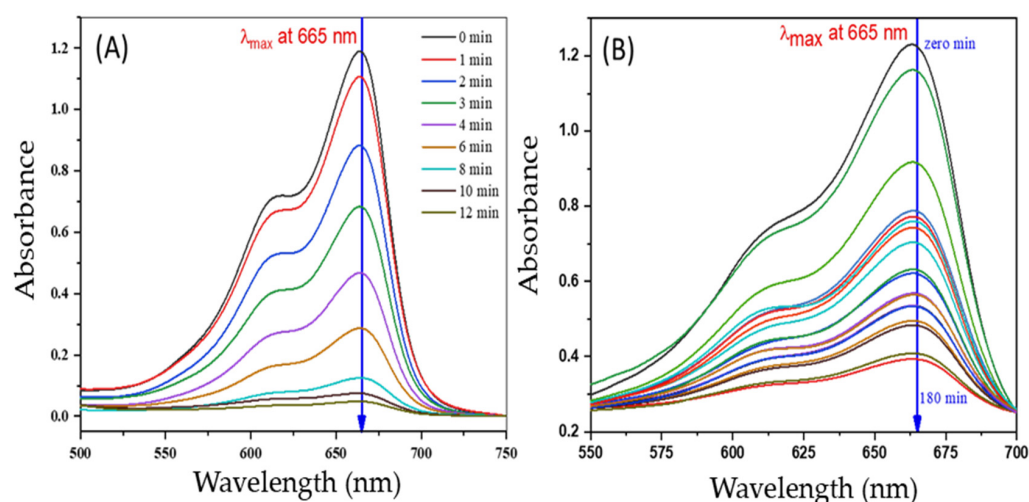 (A)
λmax at 665 nm
0 min
1 min
2 min
3 min
4 min
6 min
8 min
10 min
12 min
1.2
1.0
0.8
0.6
0.4
0.2
0.0
Absorbance
500
550
600
650
700
750
Wavelength (nm)
(B)
λmax at 665 nm
zero min
180 min
1.2
1.0
0.8
0.6
0.4
0.2
Absorbance
550
575
600
625
650
675
700
Wavelength (nm)